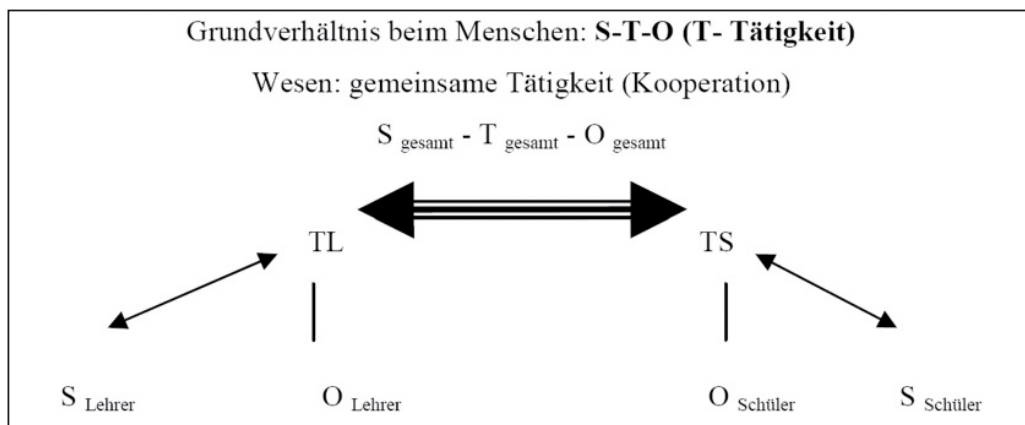 Grundverhältnis beim Menschen: S-T-O (T- Tätigkeit)
Wesen: gemeinsame Tätigkeit (Kooperation)
S gesamt - T gesamt - O gesamt
TL TS
S Lehrer O Lehrer O Schüler S Schüler